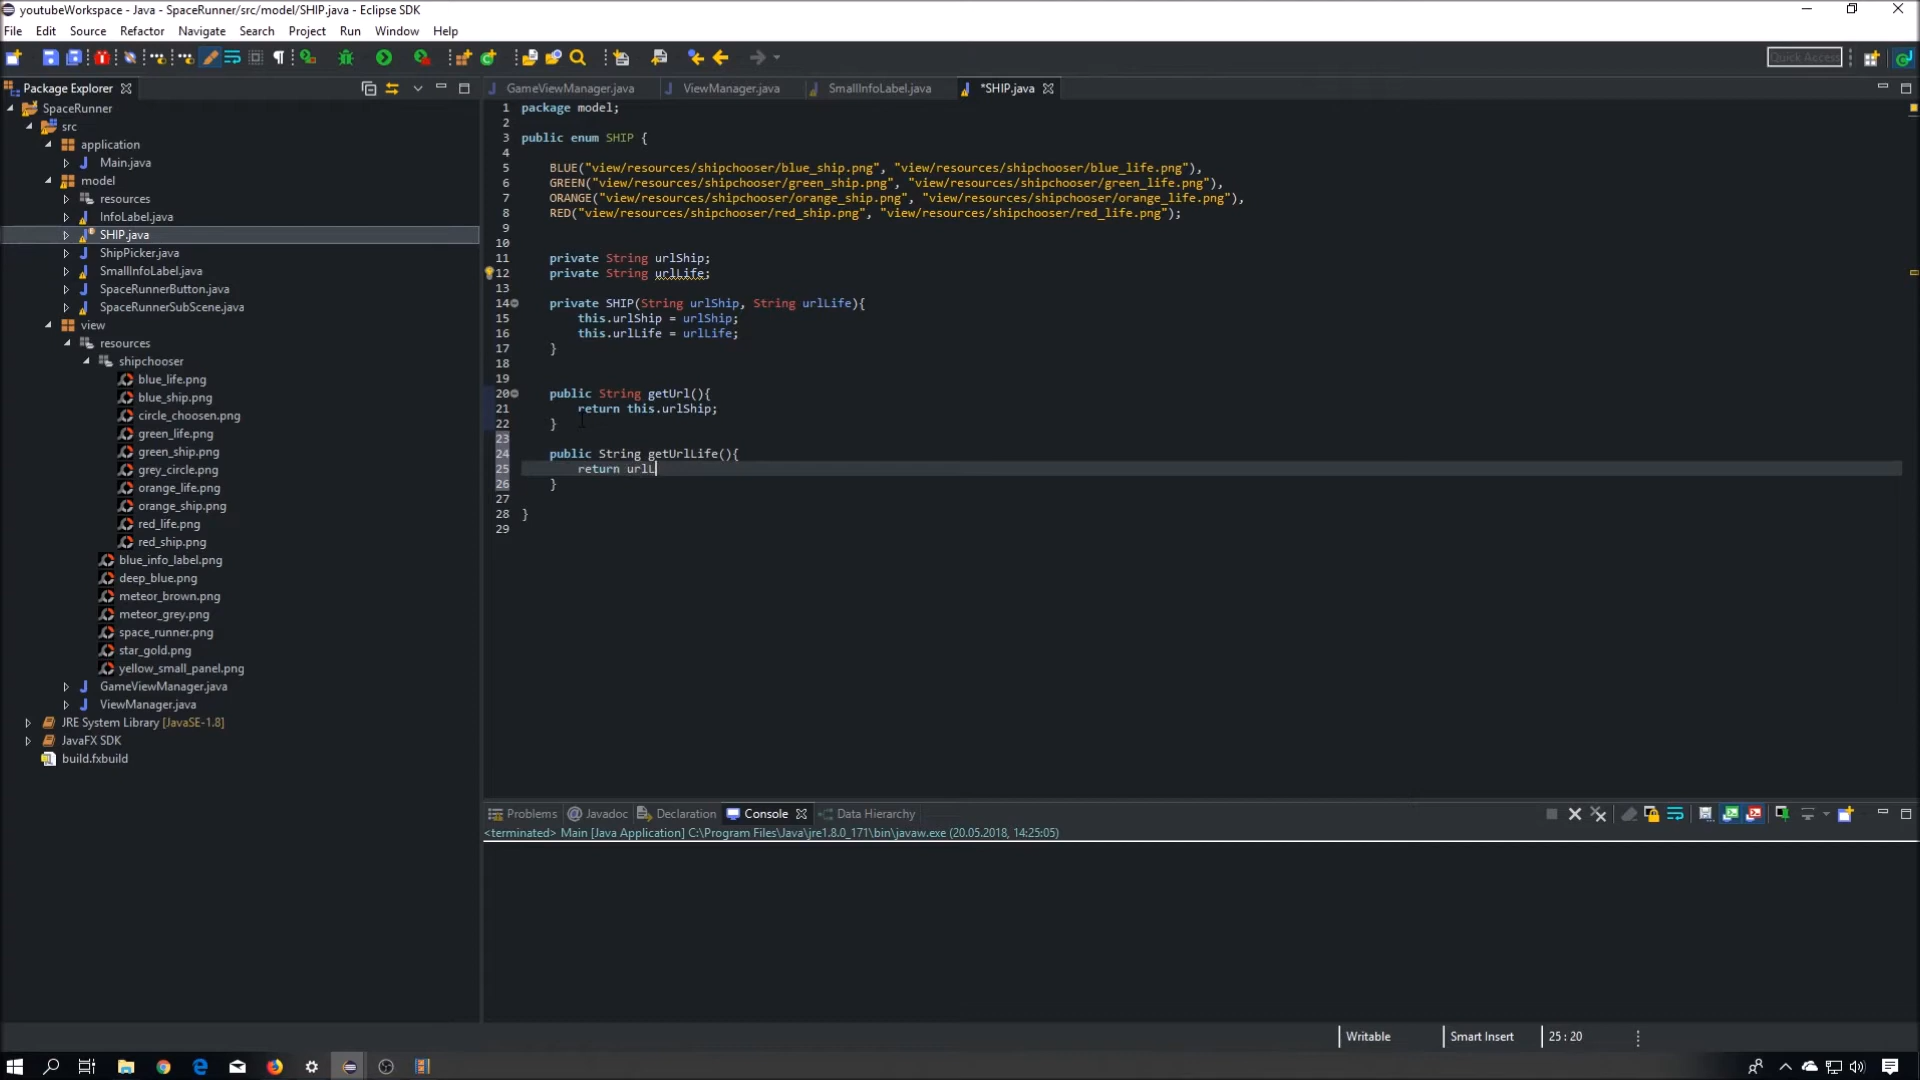 youtubeWorkspace - Java - SpaceRunner/src/model/SHIP.java - Eclipse SDK
File Edit Source Refactor Navigate Search Project Run Window Help
Quick Access
Package Explorer
GameViewManager.java ViewManager.java SmallInfoLabel.java *SHIP.java
SpaceRunner
src
application
Main.java
model
resources
InfoLabel.java
SHIP.java
ShipPicker.java
SmallInfoLabel.java
SpaceRunnerButton.java
SpaceRunnerSubScene.java
view
resources
shipchooser
blue_life.png
blue_ship.png
circle_choosen.png
green_life.png
green_ship.png
grey_circle.png
orange_life.png
orange_ship.png
red_life.png
red_ship.png
blue_info_label.png
deep_blue.png
meteor_brown.png
meteor_grey.png
space_runner.png
star_gold.png
yellow_small_panel.png
GameViewManager.java
ViewManager.java
JRE System Library [JavaSE-1.8]
JavaFX SDK
build.fxbuild
1 package model;
2
3 public enum SHIP {
4
5 BLUE("view/resources/shipchooser/blue_ship.png", "view/resources/shipchooser/blue_life.png"),
6 GREEN("view/resources/shipchooser/green_ship.png", "view/resources/shipchooser/green_life.png"),
7 ORANGE("view/resources/shipchooser/orange_ship.png", "view/resources/shipchooser/orange_life.png"),
8 RED("view/resources/shipchooser/red_ship.png", "view/resources/shipchooser/red_life.png");
9
10
11 private String urlShip;
12 private String urlLife;
13
14 private SHIP(String urlShip, String urlLife){
15 this.urlShip = urlShip;
16 this.urlLife = urlLife;
17 }
18
19
20 public String getUrl(){
21 return this.urlShip;
22 }
23
24 public String getUrlLife(){
25 return urlL
26 }
27
28 }
29
Problems @ Javadoc Declaration Console Data Hierarchy
<terminated> Main [Java Application] C:\Program Files\Java\jre1.8.0_171\bin\javaw.exe (20.05.2018, 14:25:05)
Writable Smart Insert 25 : 20